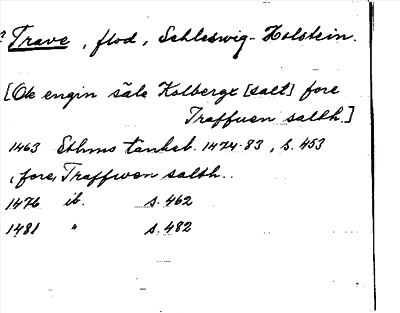 Trave, flod, Schleswig-Holstein.
[Ok engin säle Kolbergx [salt] fore
Traffuen salth.]
1463 Sthms tankeb. 1474-83, s. 453
(fore) Traffwen salth..
1476 ib. s. 462
1481 " s. 482